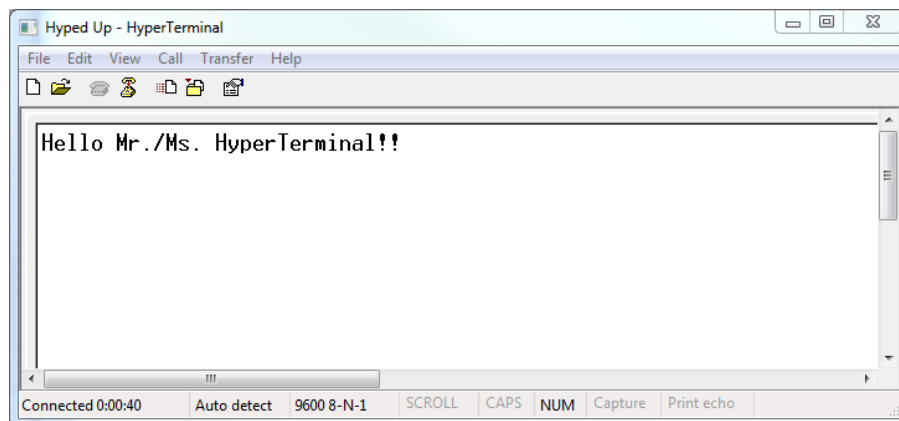 Hyped Up - HyperTerminal
File Edit View Call Transfer Help
Hello Mr./Ms. HyperTerminal!!
Connected 0:00:40 Auto detect 9600 8-N-1 SCROLL CAPS NUM Capture Print echo